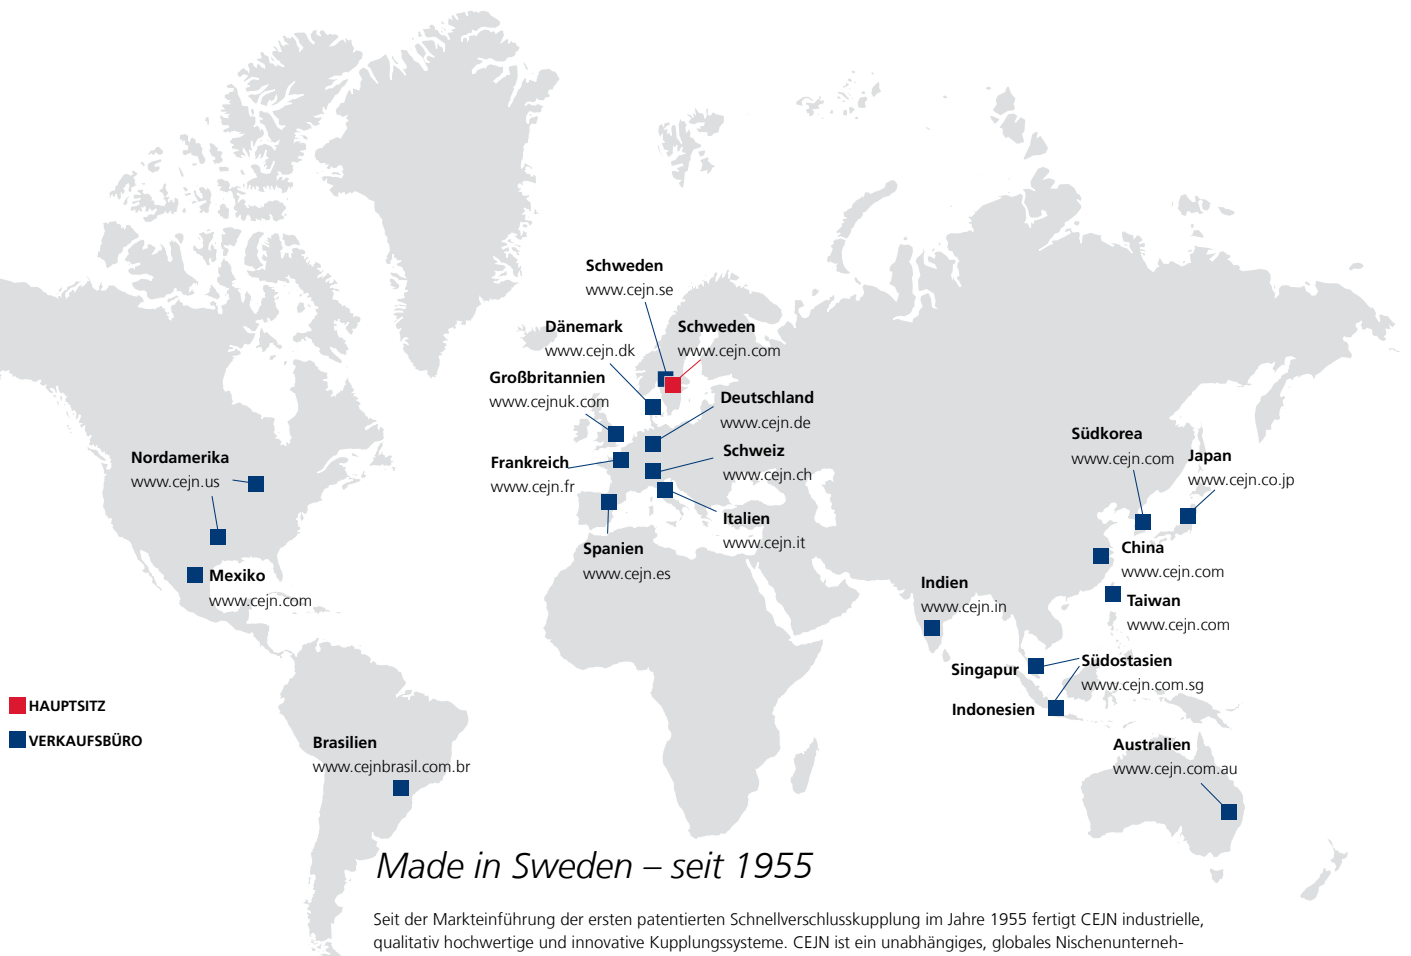 Schweden
www.cejn.se
Dänemark
www.cejn.dk
Schweden
www.cejn.com
Großbritannien
www.cejnuk.com
Deutschland
www.cejn.de
Frankreich
www.cejn.fr
Schweiz
www.cejn.ch
Italien
www.cejn.it
Spanien
www.cejn.es
Nordamerika
www.cejn.us
Mexiko
www.cejn.com
Südkorea
www.cejn.com
Japan
www.cejn.co.jp
China
www.cejn.com
Taiwan
www.cejn.com
Indien
www.cejn.in
Singapur
Südostasien
www.cejn.com.sg
Indonesien
HAUPTSITZ
VERKAUFSBÜRO
Brasilien
www.cejnbrasil.com.br
Australien
www.cejn.com.au
Made in Sweden – seit 1955
Seit der Markteinführung der ersten patentierten Schnellverschlusskupplung im Jahre 1955 fertigt CEJN industrielle,
qualitativ hochwertige und innovative Kupplungssysteme. CEJN ist ein unabhängiges, globales Nischenunterneh-